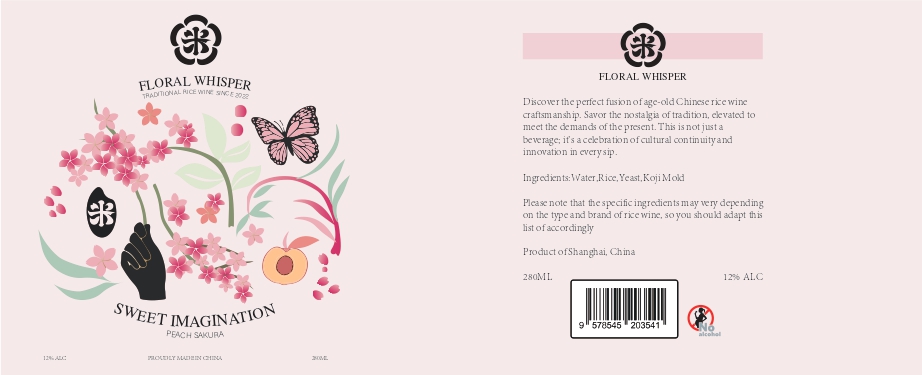 米
FLORAL WHISPER
TRADITIONAL RICE WINE SINCE 2022
米
SWEET IMAGINATION
PEACH SAKURA
12% ALC
PROUDLY MADE IN CHINA
280ML
米
FLORAL WHISPER
Discover the perfect fusion of age-old Chinese rice wine
craftsmanship. Savor the nostalgia of tradition, elevated to
meet the demands of the present. This is not just a
beverage; it's a celebration of cultural continuity and
innovation in every sip.
Ingredients:Water,Rice,Yeast,Koji Mold
Please note that the specific ingredients may very depending
on the type and brand of rice wine, so you should adapt this
list of accordingly
Product of Shanghai, China
280ML
12% ALC
9 578545 203541
No
alcohol